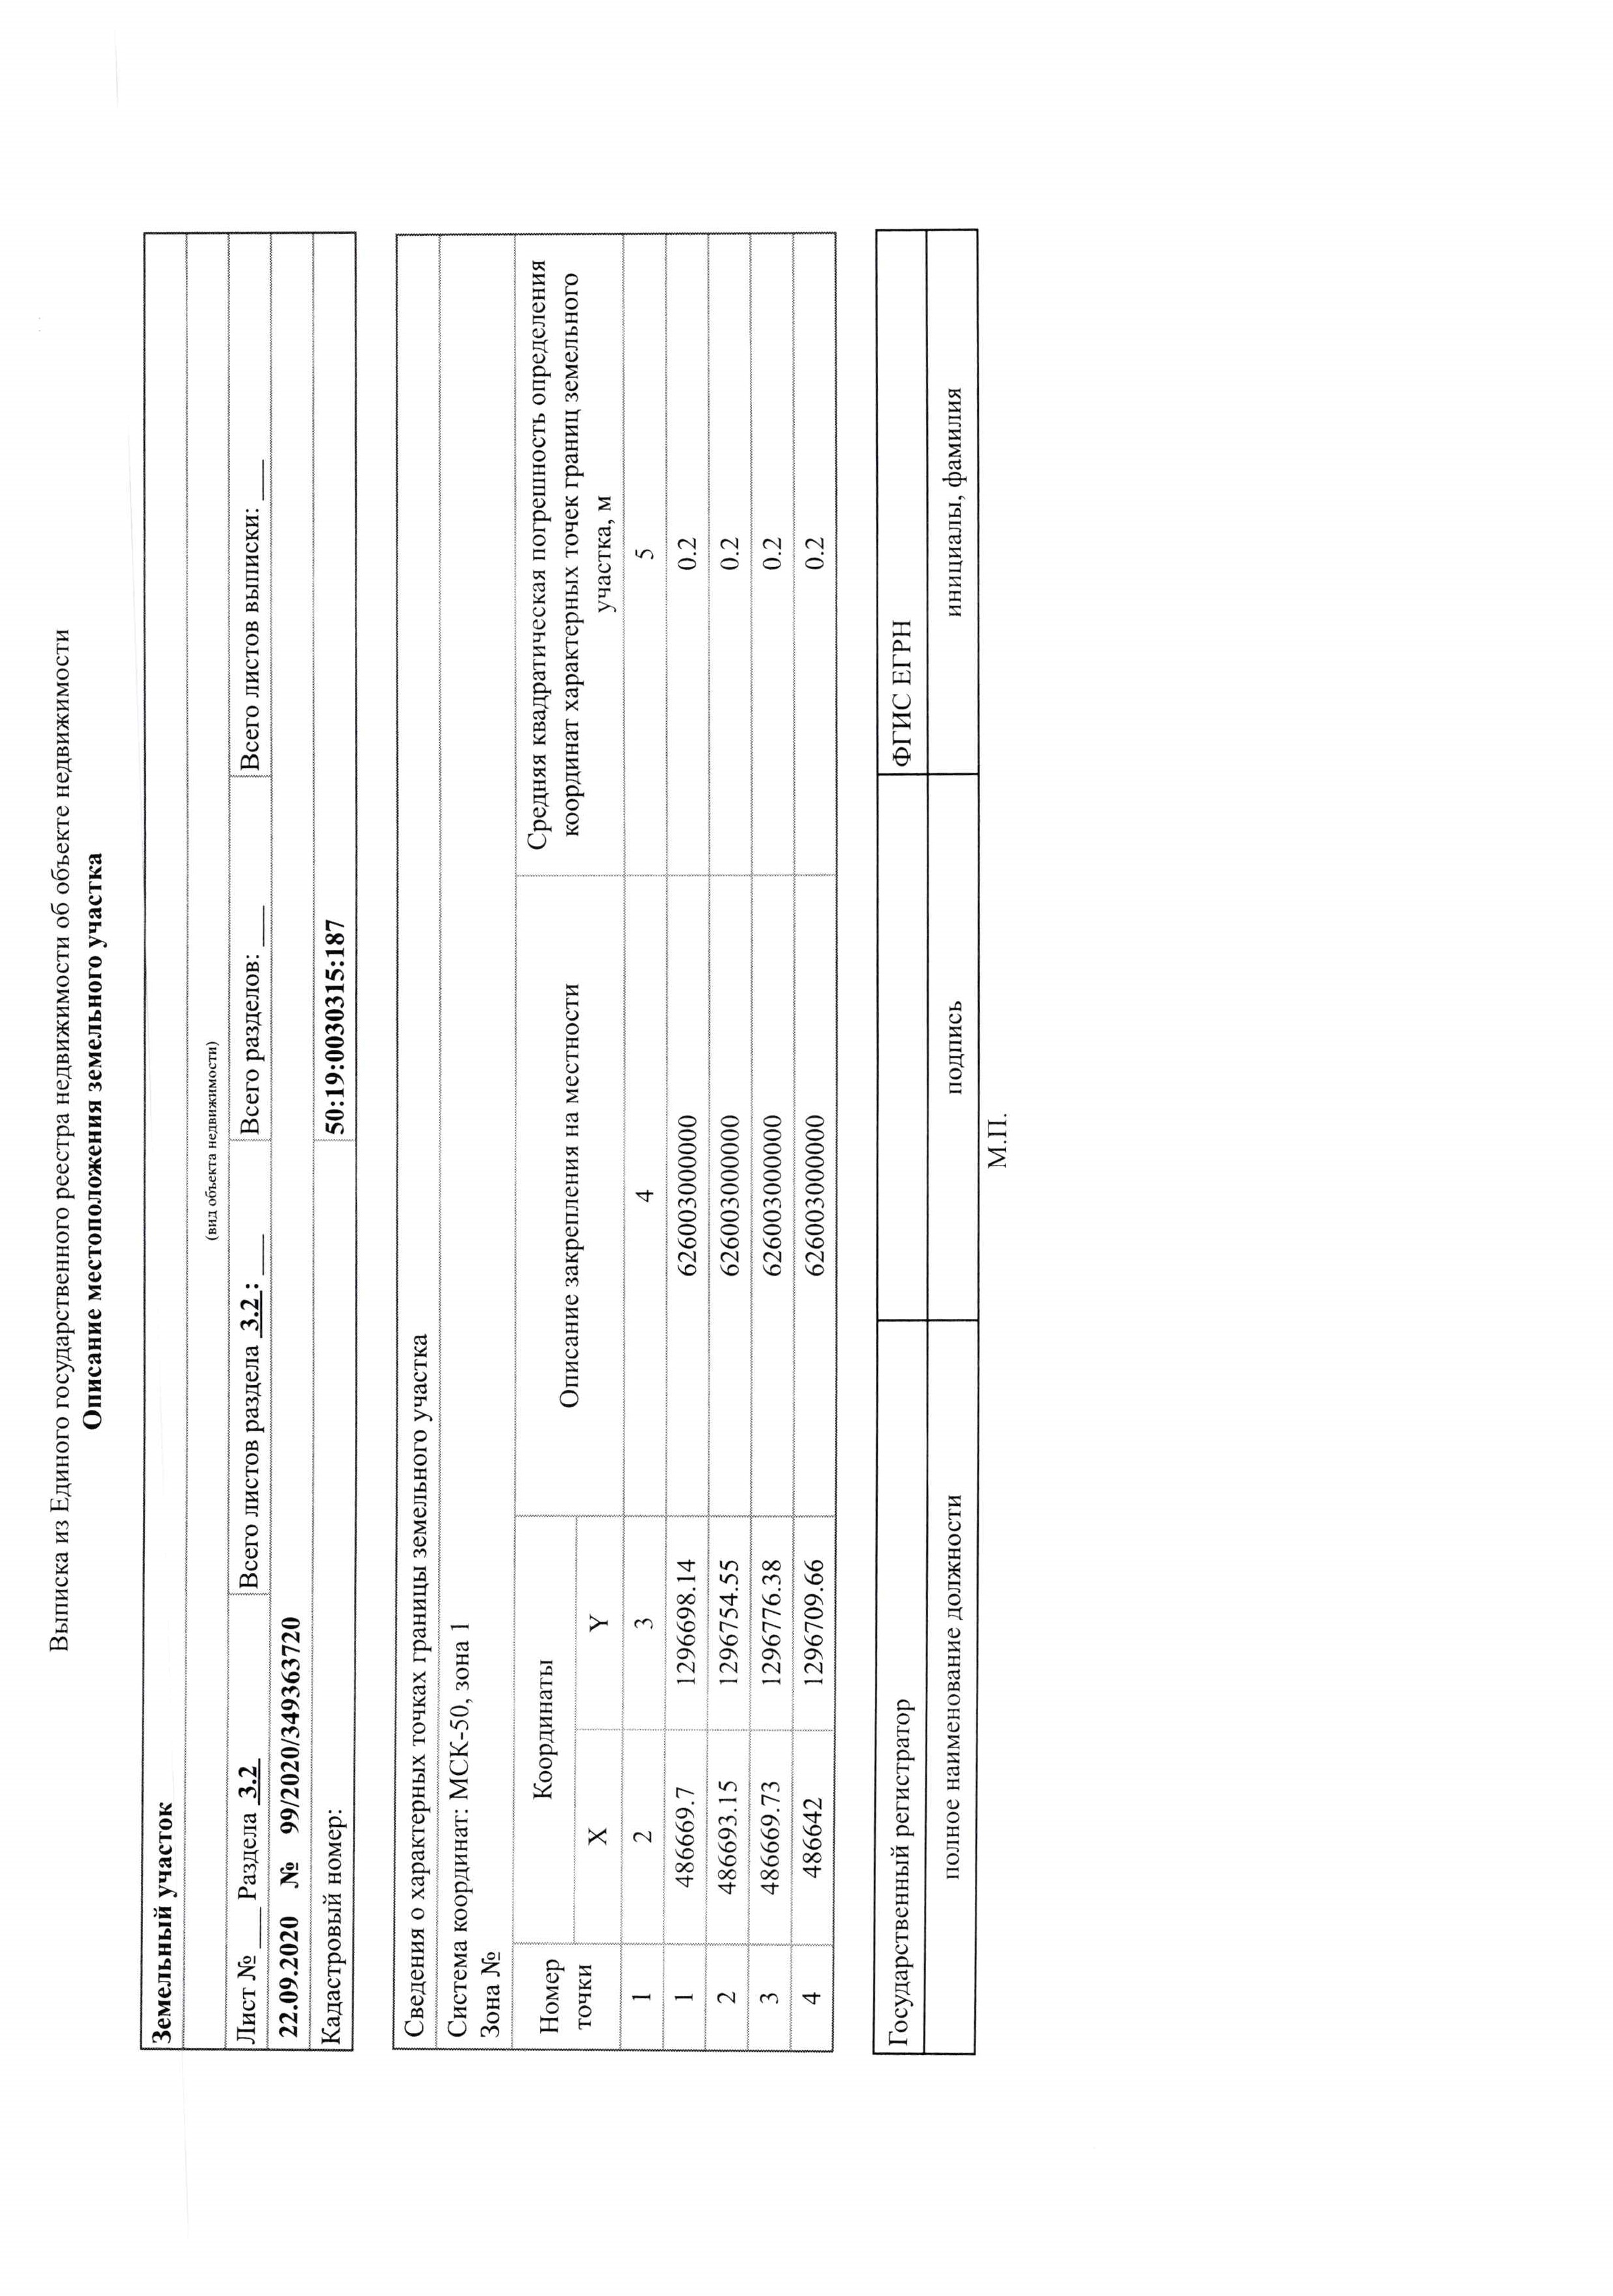 Выписка из Единого государственного реестра недвижимости об объекте недвижимости
Описание местоположения земельного участка
Земельный участок
(вид объекта недвижимости)
Лист № ___ Раздела 3.2 Всего листов раздела 3.2 : ___ Всего разделов: ___ Всего листов выписки: ___
22.09.2020 № 99/2020/349363720
Кадастровый номер: 50:19:0030315:187
Сведения о характерных точках границы земельного участка
Система координат: МСК-50, зона 1
Зона №
Номер точки Координаты Описание закрепления на местности Средняя квадратическая погрешность определения
координат характерных точек границ земельного
участка, м
X Y
1 2 3 4 5
1 486669.7 1296698.14 626003000000 0.2
2 486693.15 1296754.55 626003000000 0.2
3 486669.73 1296776.38 626003000000 0.2
4 486642 1296709.66 626003000000 0.2
Государственный регистратор ФГИС ЕГРН
полное наименование должности подпись инициалы, фамилия
М.П.